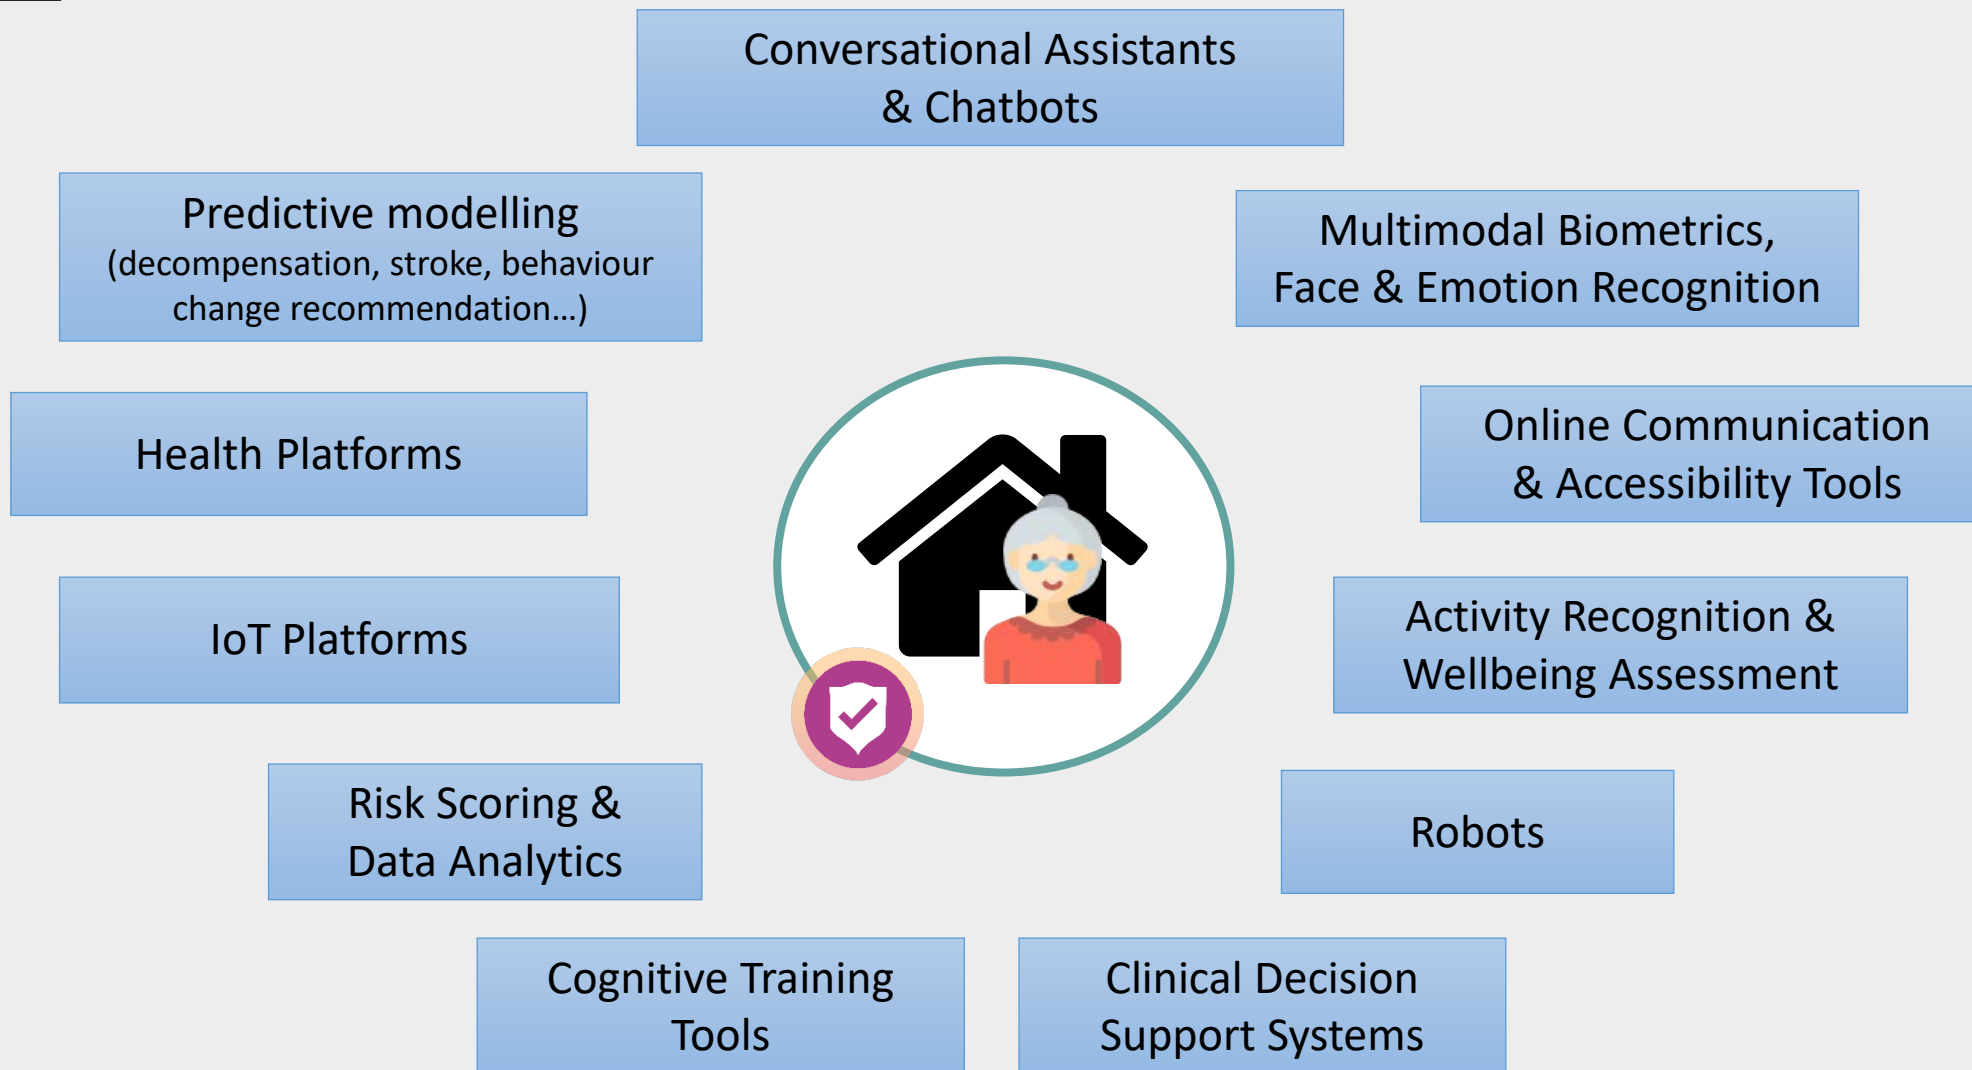 Conversational Assistants
& Chatbots
Predictive modelling
(decompensation, stroke, behaviour
change recommendation…)
Multimodal Biometrics,
Face & Emotion Recognition
Health Platforms
Online Communication
& Accessibility Tools
IoT Platforms
Activity Recognition &
Wellbeing Assessment
Risk Scoring &
Data Analytics
Robots
Cognitive Training
Tools
Clinical Decision
Support Systems